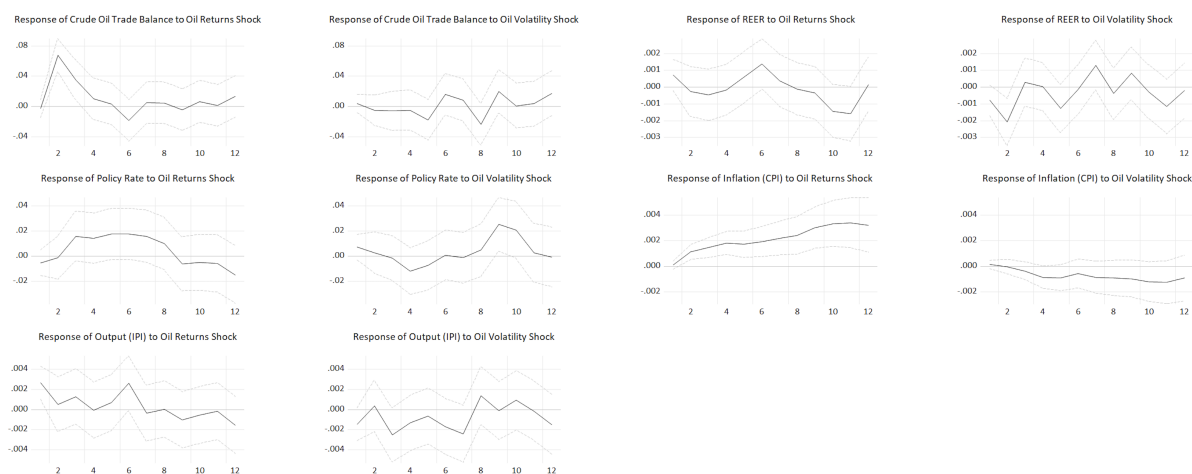 Response of Crude Oil Trade Balance to Oil Returns Shock
.08
.04
.00
-.04
2 4 6 8 10 12
Response of Crude Oil Trade Balance to Oil Volatility Shock
.08
.04
.00
-.04
2 4 6 8 10 12
Response of REER to Oil Returns Shock
.002
.001
.000
-.001
-.002
-.003
2 4 6 8 10 12
Response of REER to Oil Volatility Shock
.002
.001
.000
-.001
-.002
-.003
2 4 6 8 10 12
Response of Policy Rate to Oil Returns Shock
.04
.02
.00
-.02
2 4 6 8 10 12
Response of Policy Rate to Oil Volatility Shock
.04
.02
.00
-.02
2 4 6 8 10 12
Response of Inflation (CPI) to Oil Returns Shock
.004
.002
.000
-.002
2 4 6 8 10 12
Response of Inflation (CPI) to Oil Volatility Shock
.004
.002
.000
-.002
2 4 6 8 10 12
Response of Output (IPI) to Oil Returns Shock
.004
.002
.000
-.002
-.004
2 4 6 8 10 12
Response of Output (IPI) to Oil Volatility Shock
.004
.002
.000
-.002
-.004
2 4 6 8 10 12